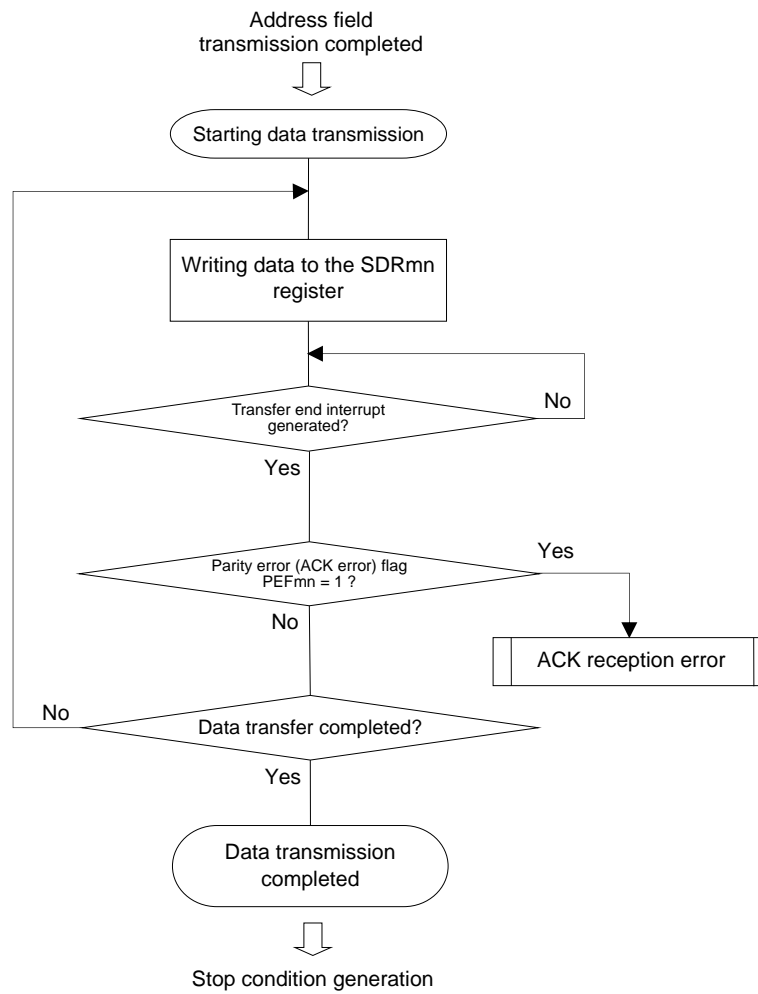 Address field
transmission completed
Starting data transmission
Writing data to the SDRmn
register
Transfer end interrupt
generated?
No
Yes
Parity error (ACK error) flag
PEFmn = 1 ?
Yes
No
ACK reception error
No
Data transfer completed?
Yes
Data transmission
completed
Stop condition generation